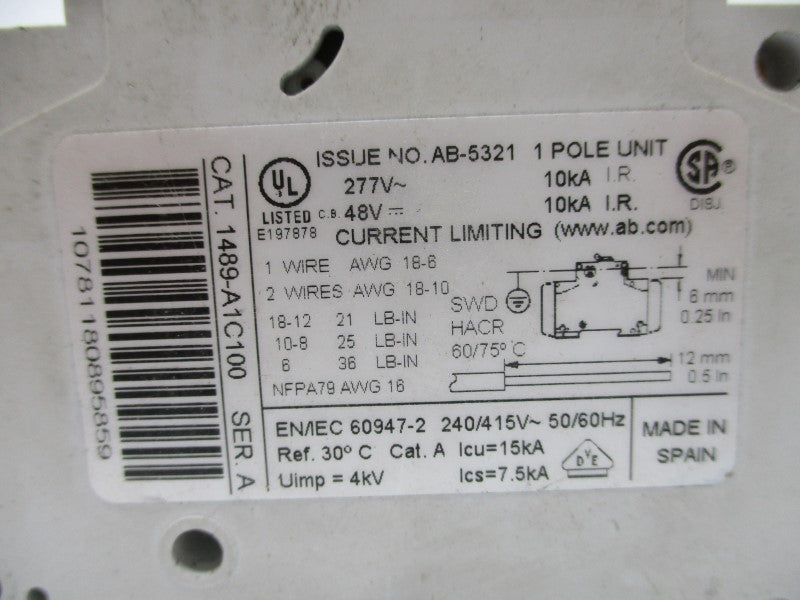 10781180895859
CAT. 1489-A1C100 SER. A
UL
LISTED C.B.
E197878
ISSUE NO. AB-5321 1 POLE UNIT
277V~ 10kA I.R.
48V⎓ 10kA I.R.
CURRENT LIMITING (www.ab.com)
SA ®
DISJ.
1 WIRE AWG 18-6
2 WIRES AWG 18-10
18-12 21 LB-IN
10-8 25 LB-IN
6 36 LB-IN
NFPA79 AWG 16
SWD
HACR
60/75°C
MIN
6 mm
0.25 In
12 mm
0.5 In
EN/IEC 60947-2 240/415V~ 50/60Hz
Ref. 30° C Cat. A Icu=15kA
Uimp = 4kV Ics=7.5kA
DVE
MADE IN
SPAIN